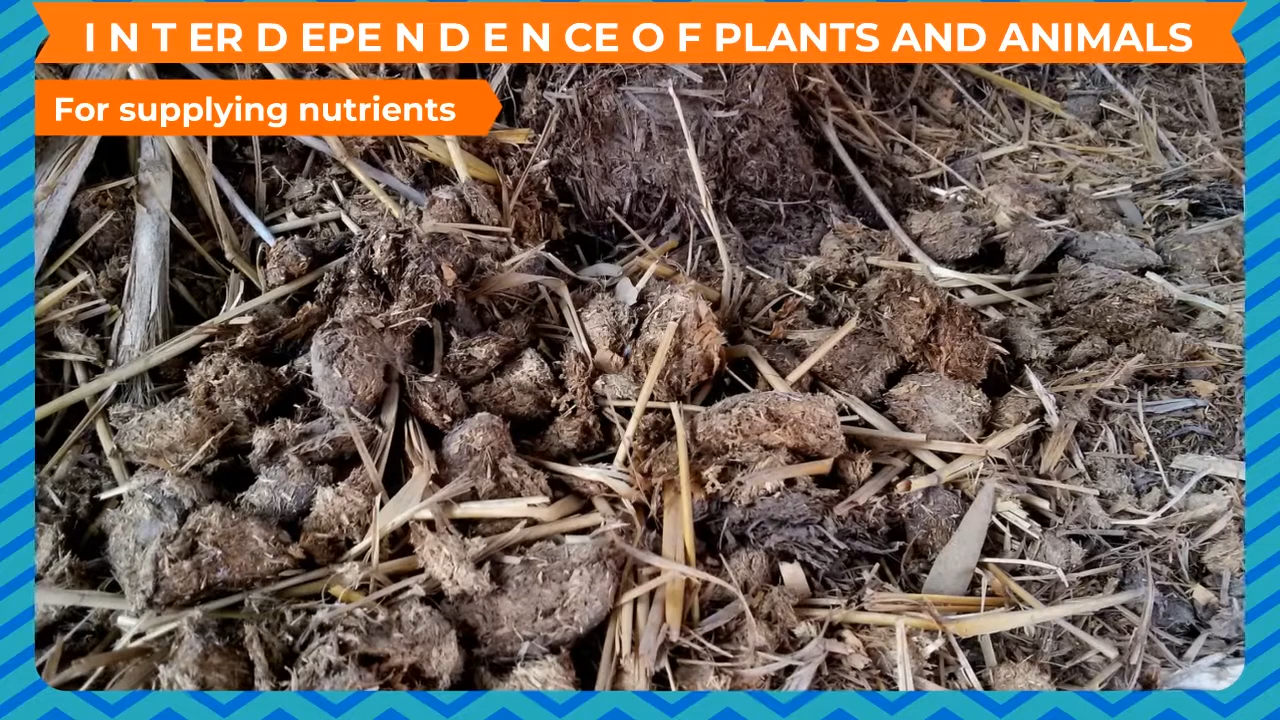 I N T ER D EPE N D E N CE O F PLANTS AND ANIMALS
For supplying nutrients